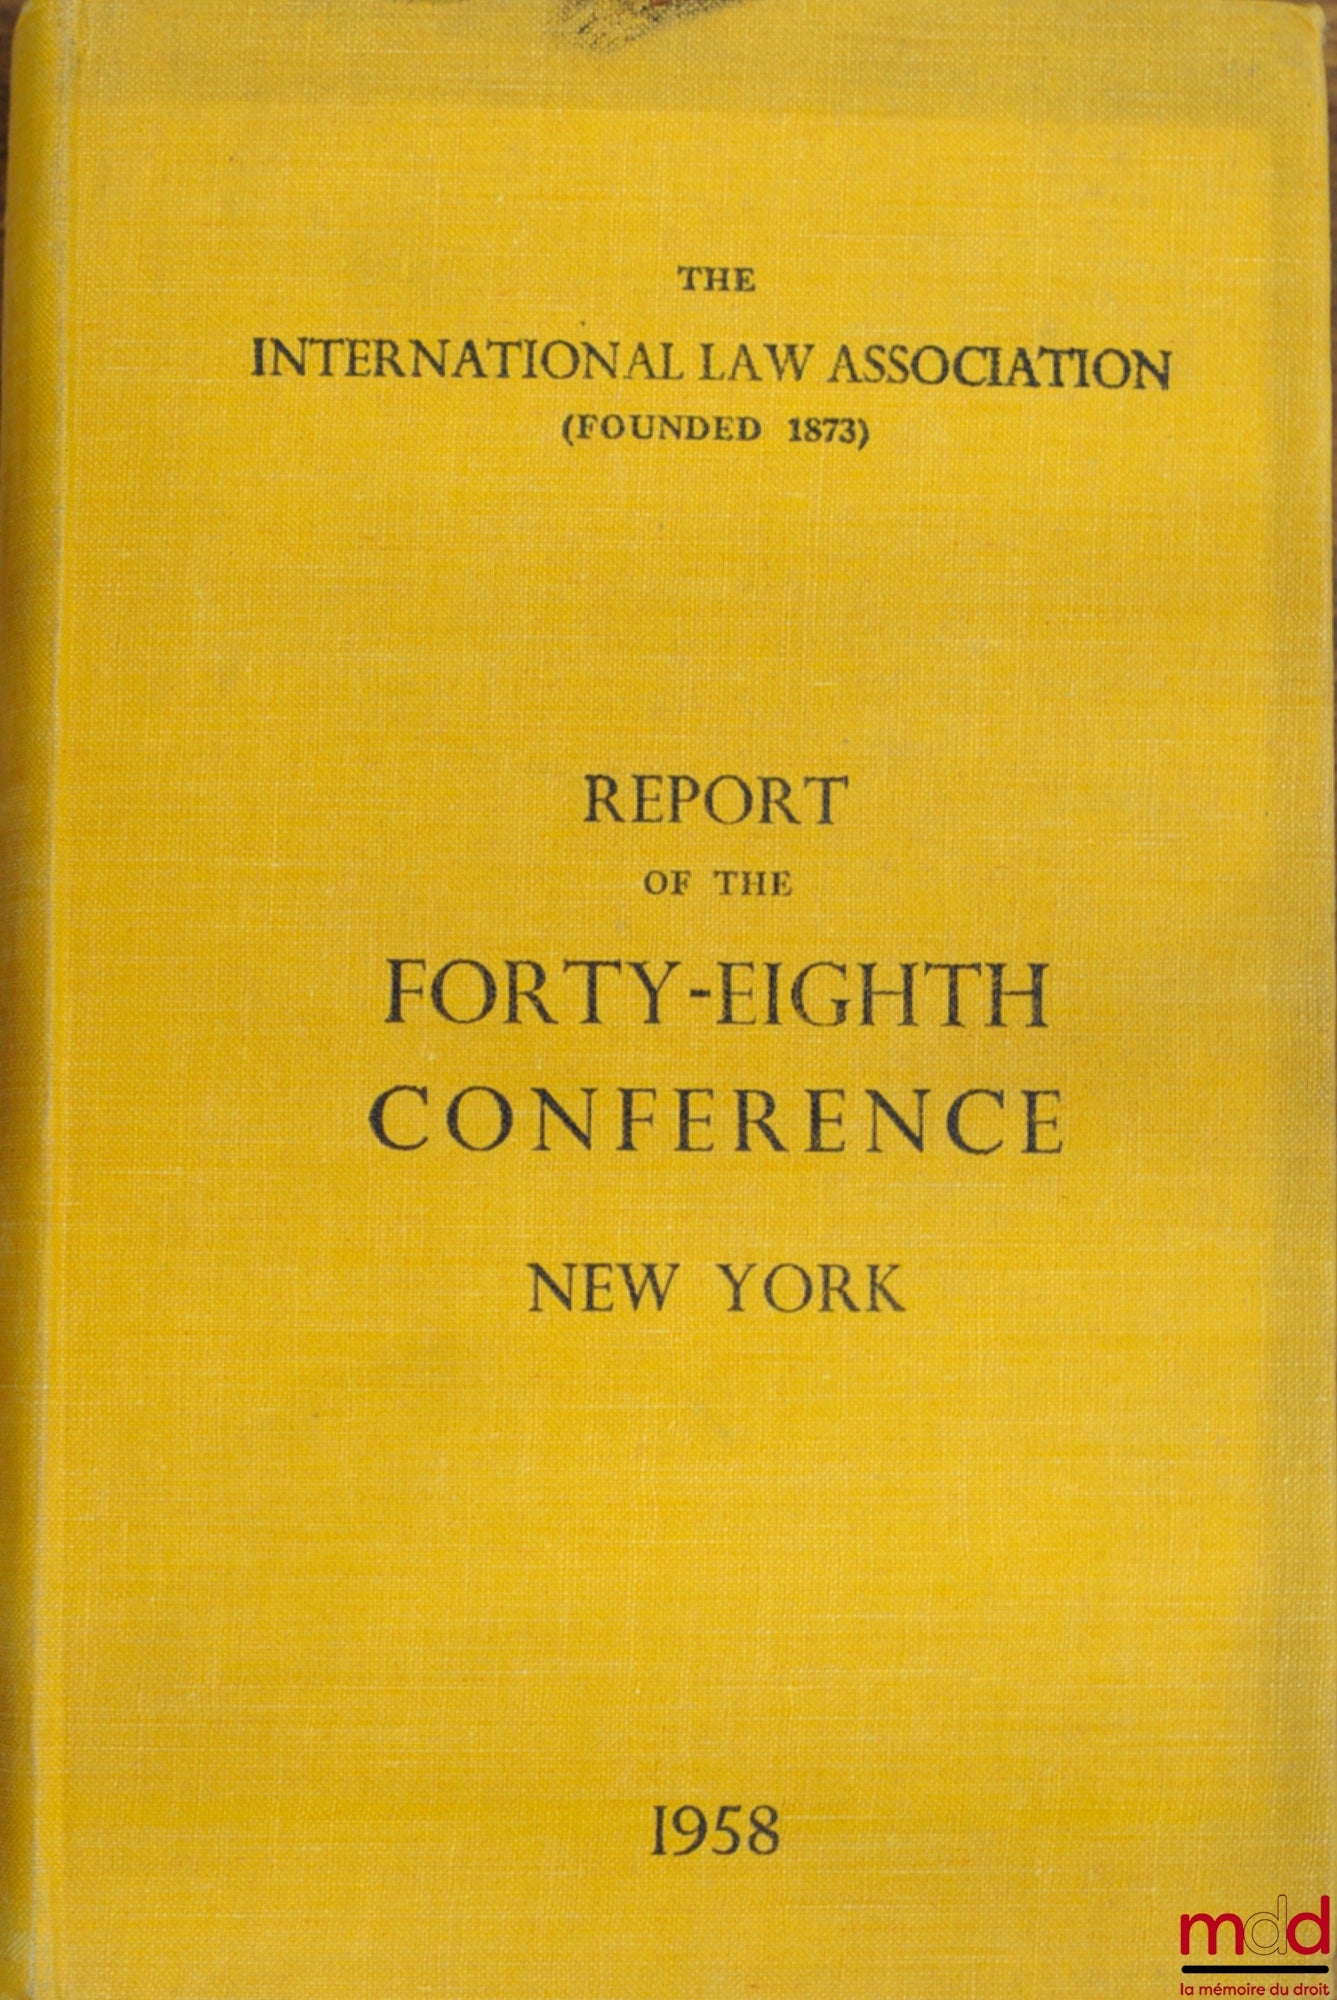 THE
INTERNATIONAL LAW ASSOCIATION
(FOUNDED 1873)
REPORT
OF THE
FORTY-EIGHTH
CONFERENCE
NEW YORK
1958
mdd
la mémoire du droit